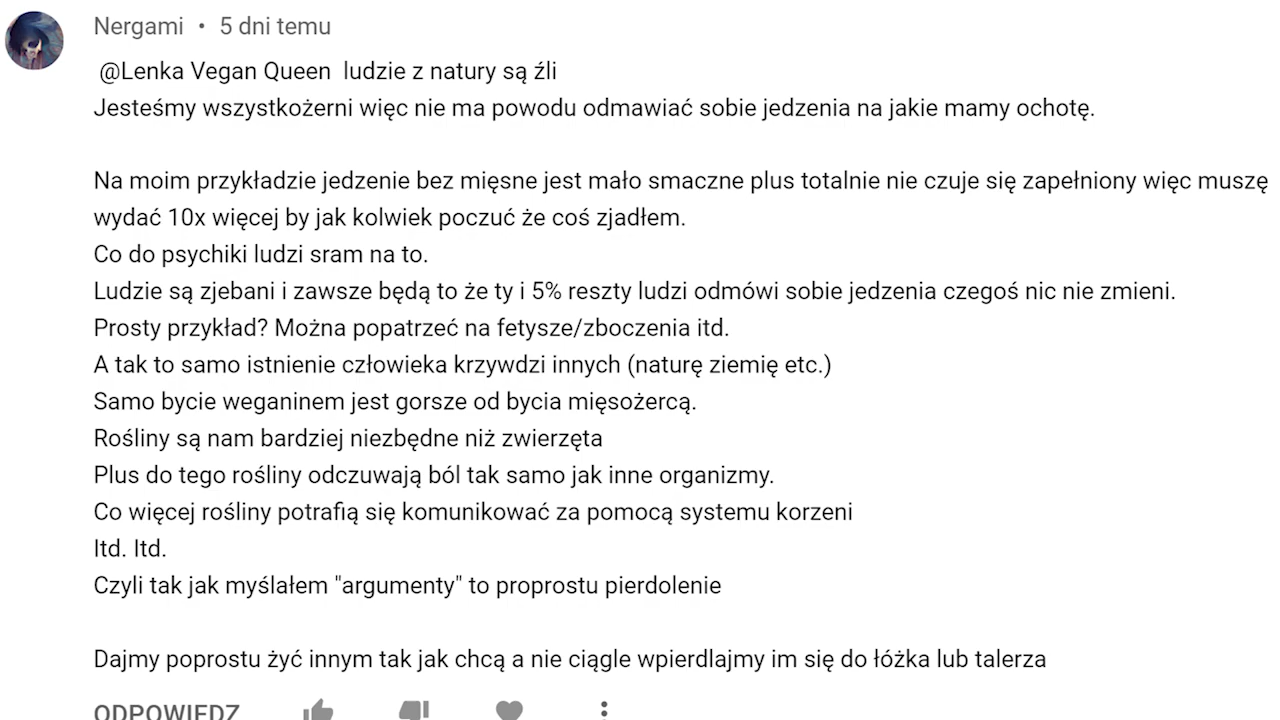 Nergami • 5 dni temu
@Lenka Vegan Queen ludzie z natury są źli
Jesteśmy wszystkożerni więc nie ma powodu odmawiać sobie jedzenia na jakie mamy ochotę.
Na moim przykładzie jedzenie bez mięsne jest mało smaczne plus totalnie nie czuje się zapełniony więc muszę
wydać 10x więcej by jak kolwiek poczuć że coś zjadłem.
Co do psychiki ludzi sram na to.
Ludzie są zjebani i zawsze będą to że ty i 5% reszty ludzi odmówi sobie jedzenia czegoś nic nie zmieni.
Prosty przykład? Można popatrzeć na fetysze/zboczenia itd.
A tak to samo istnienie człowieka krzywdzi innych (naturę ziemię etc.)
Samo bycie weganinem jest gorsze od bycia mięsożercą.
Rośliny są nam bardziej niezbędne niż zwierzęta
Plus do tego rośliny odczuwają ból tak samo jak inne organizmy.
Co więcej rośliny potrafią się komunikować za pomocą systemu korzeni
Itd. Itd.
Czyli tak jak myślałem "argumenty" to proprostu pierdolenie
Dajmy poprostu żyć innym tak jak chcą a nie ciągle wpierdlajmy im się do łóżka lub talerza
ODPOWIEDZ